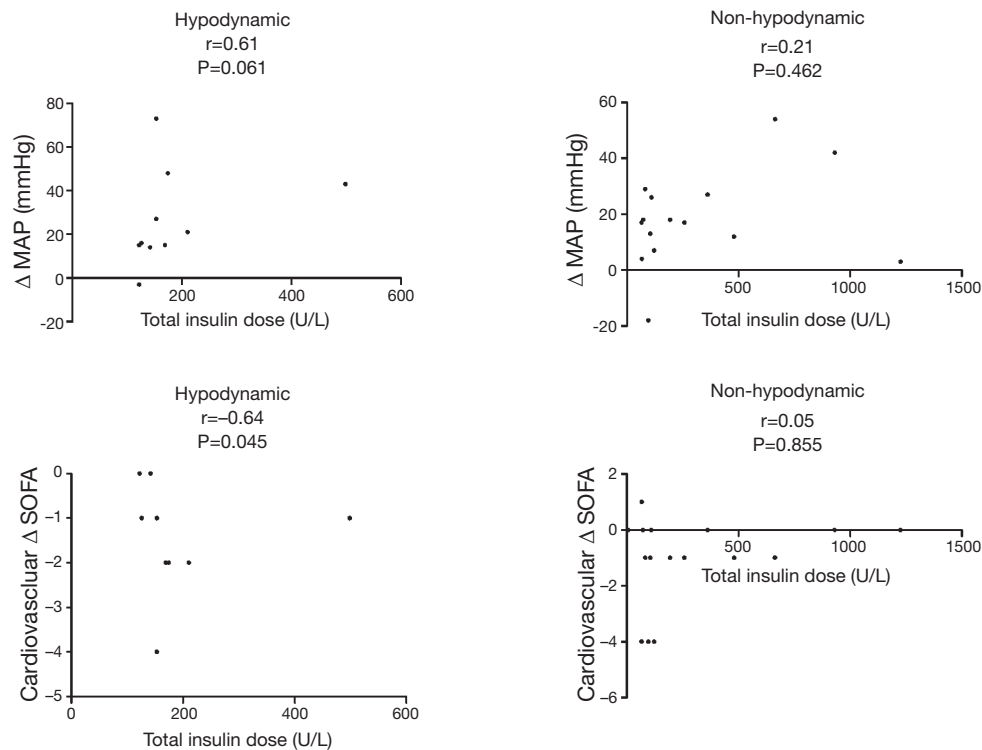 Hypodynamic
r=0.61
P=0.061
80
60
40
20
0
-20
Δ MAP (mmHg)
200
400
600
Total insulin dose (U/L)
Non-hypodynamic
r=0.21
P=0.462
60
40
20
0
-20
Δ MAP (mmHg)
500
1000
1500
Total insulin dose (U/L)
Hypodynamic
r=–0.64
P=0.045
0
–1
–2
–3
–4
–5
Cardiovascluar Δ SOFA
0
200
400
600
Total insulin dose (U/L)
Non-hypodynamic
r=0.05
P=0.855
2
0
–2
–4
–6
Cardiovascular Δ SOFA
500
1000
1500
Total insulin dose (U/L)